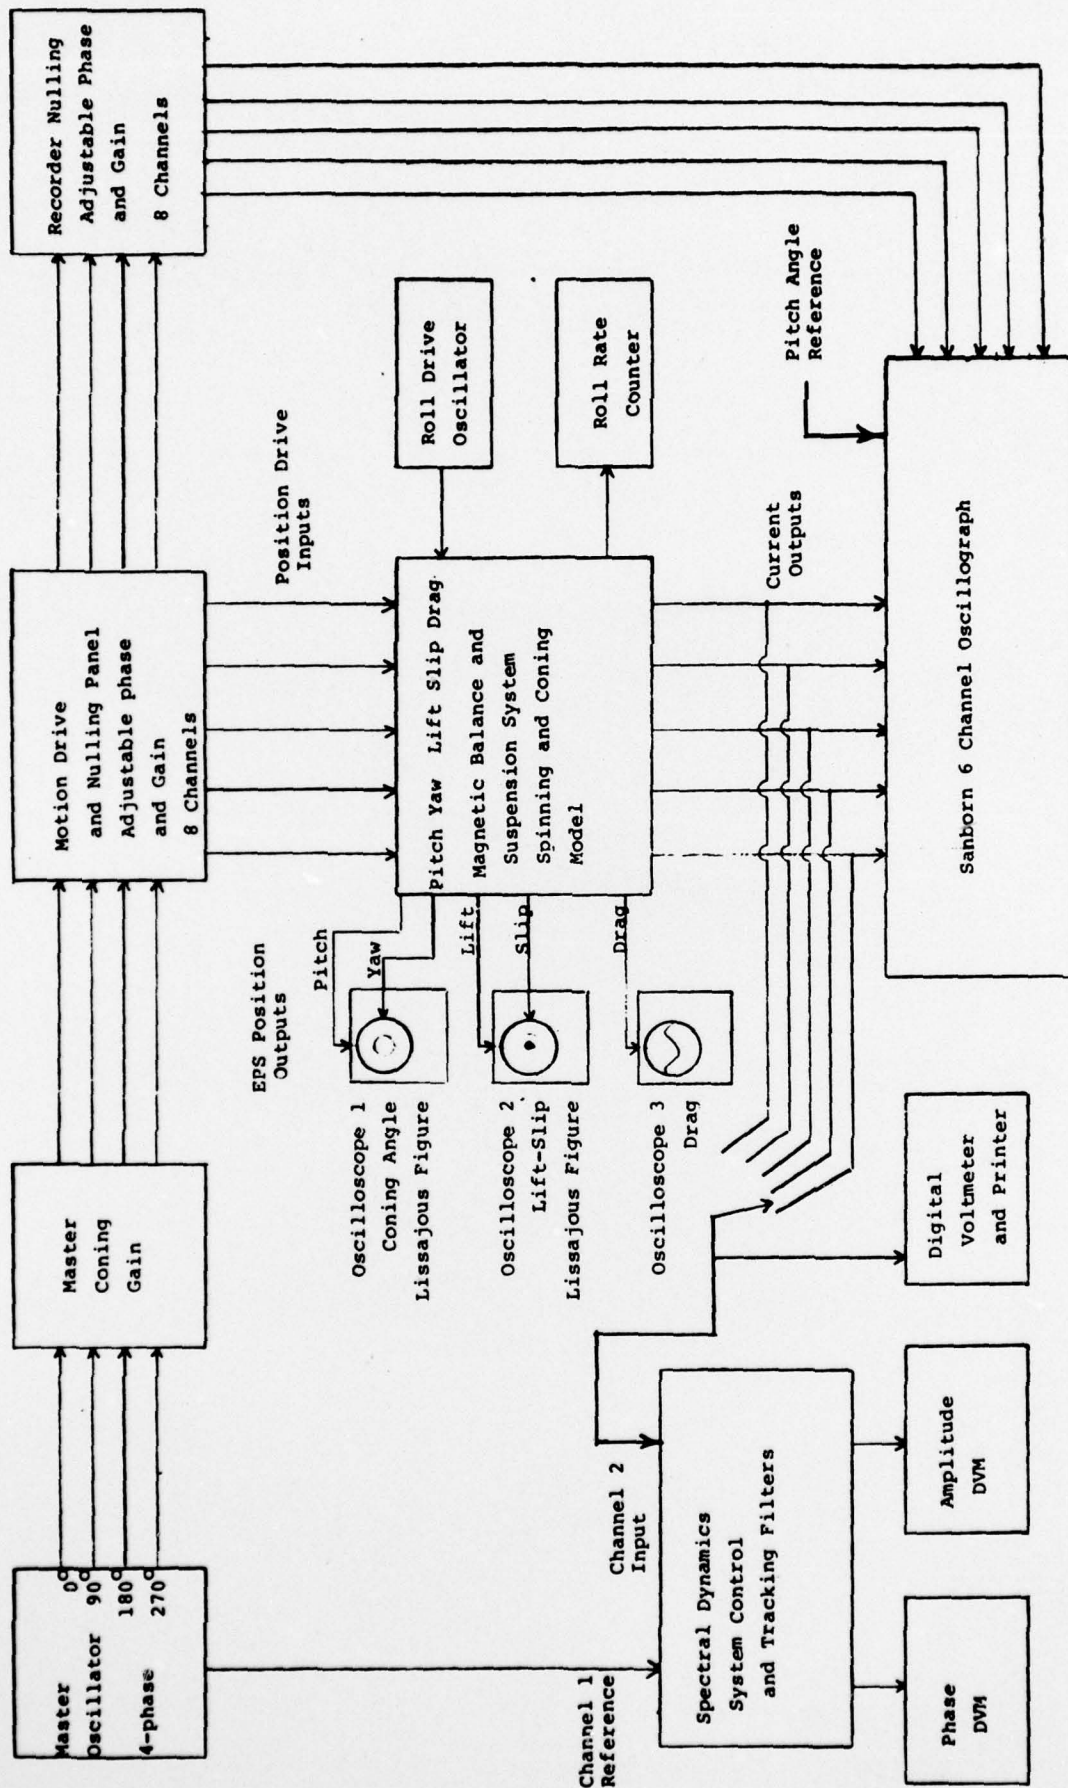 Master
Oscillator
4-phase
0°
90°
180°
270°
Master
Coning
Gain
Motion Drive
and Nulling Panel
Adjustable phase
and Gain
8 Channels
Recorder Nulling
Adjustable Phase
and Gain
8 Channels
Position Drive
Inputs
EPS Position
Outputs
Pitch
Yaw
Lift
Slip
Drag
Pitch Yaw Lift Slip Drag
Magnetic Balance and
Suspension System
Spinning and Coning
Model
Roll Drive
Oscillator
Roll Rate
Counter
Oscilloscope 1
Coning Angle
Lissajous Figure
Oscilloscope 2
Lift-Slip
Lissajous Figure
Oscilloscope 3
Drag
Channel 1
Reference
Channel 2
Input
Spectral Dynamics
System Control
and Tracking Filters
Current
Outputs
Pitch Angle
Reference
Phase
DVM
Amplitude
DVM
Digital
Voltmeter
and Printer
Sanborn 6 Channel Oscillograph